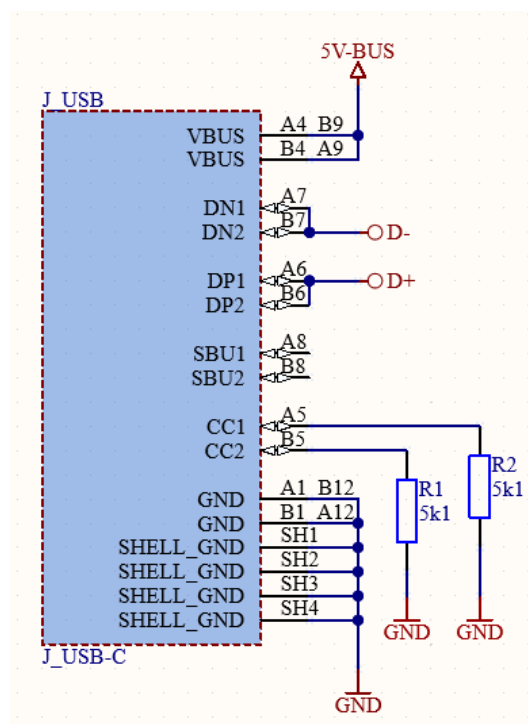 5V-BUS
J_USB
VBUS A4 B9
VBUS B4 A9
DN1 A7
DN2 B7 D-
DP1 A6 D+
DP2 B6
SBU1 A8
SBU2 B8
CC1 A5
CC2 B5
R2
5k1
R1
5k1
GND A1 B12
GND B1 A12
SHELL_GND SH1
SHELL_GND SH2
SHELL_GND SH3
SHELL_GND SH4
GND GND
J_USB-C
GND